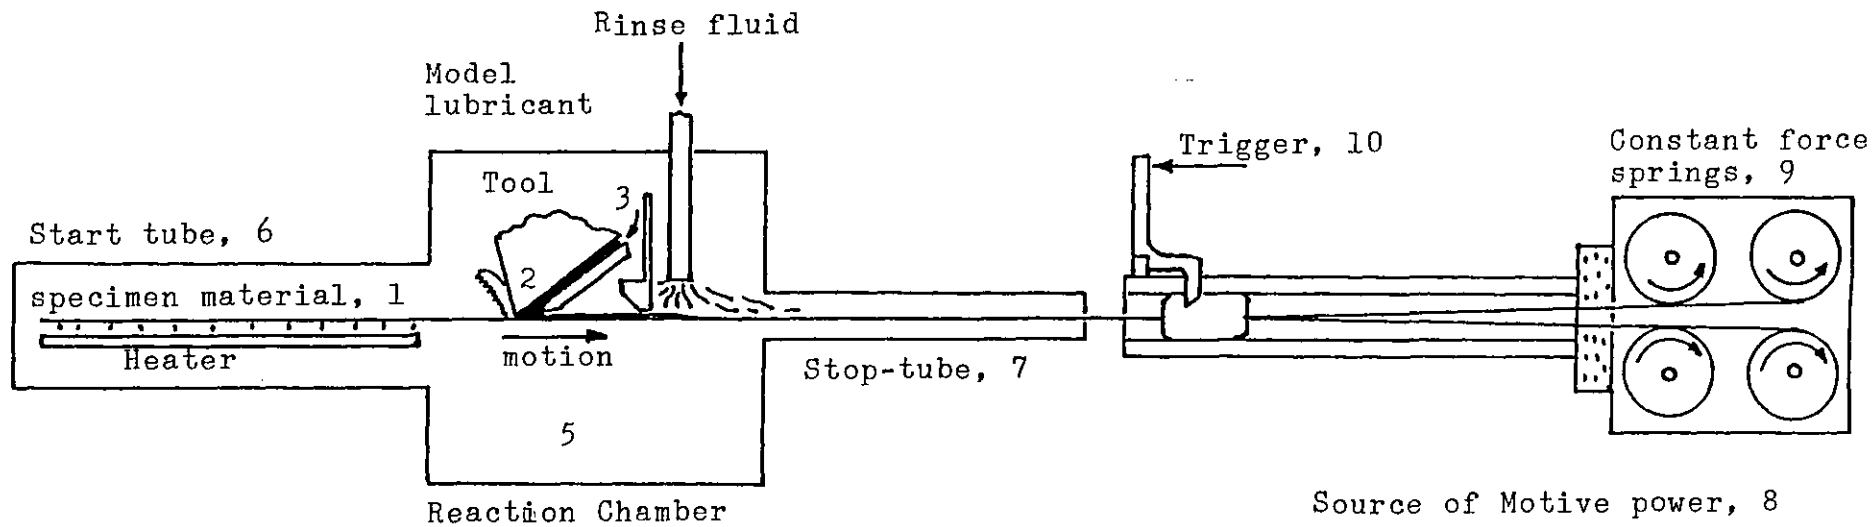 Rinse fluid
Model
lubricant
Trigger, 10
Constant force
springs, 9
Tool
3
Start tube, 6
2
specimen material, 1
Heater
motion
Stop-tube, 7
5
Reaction Chamber
Source of Motive power, 8